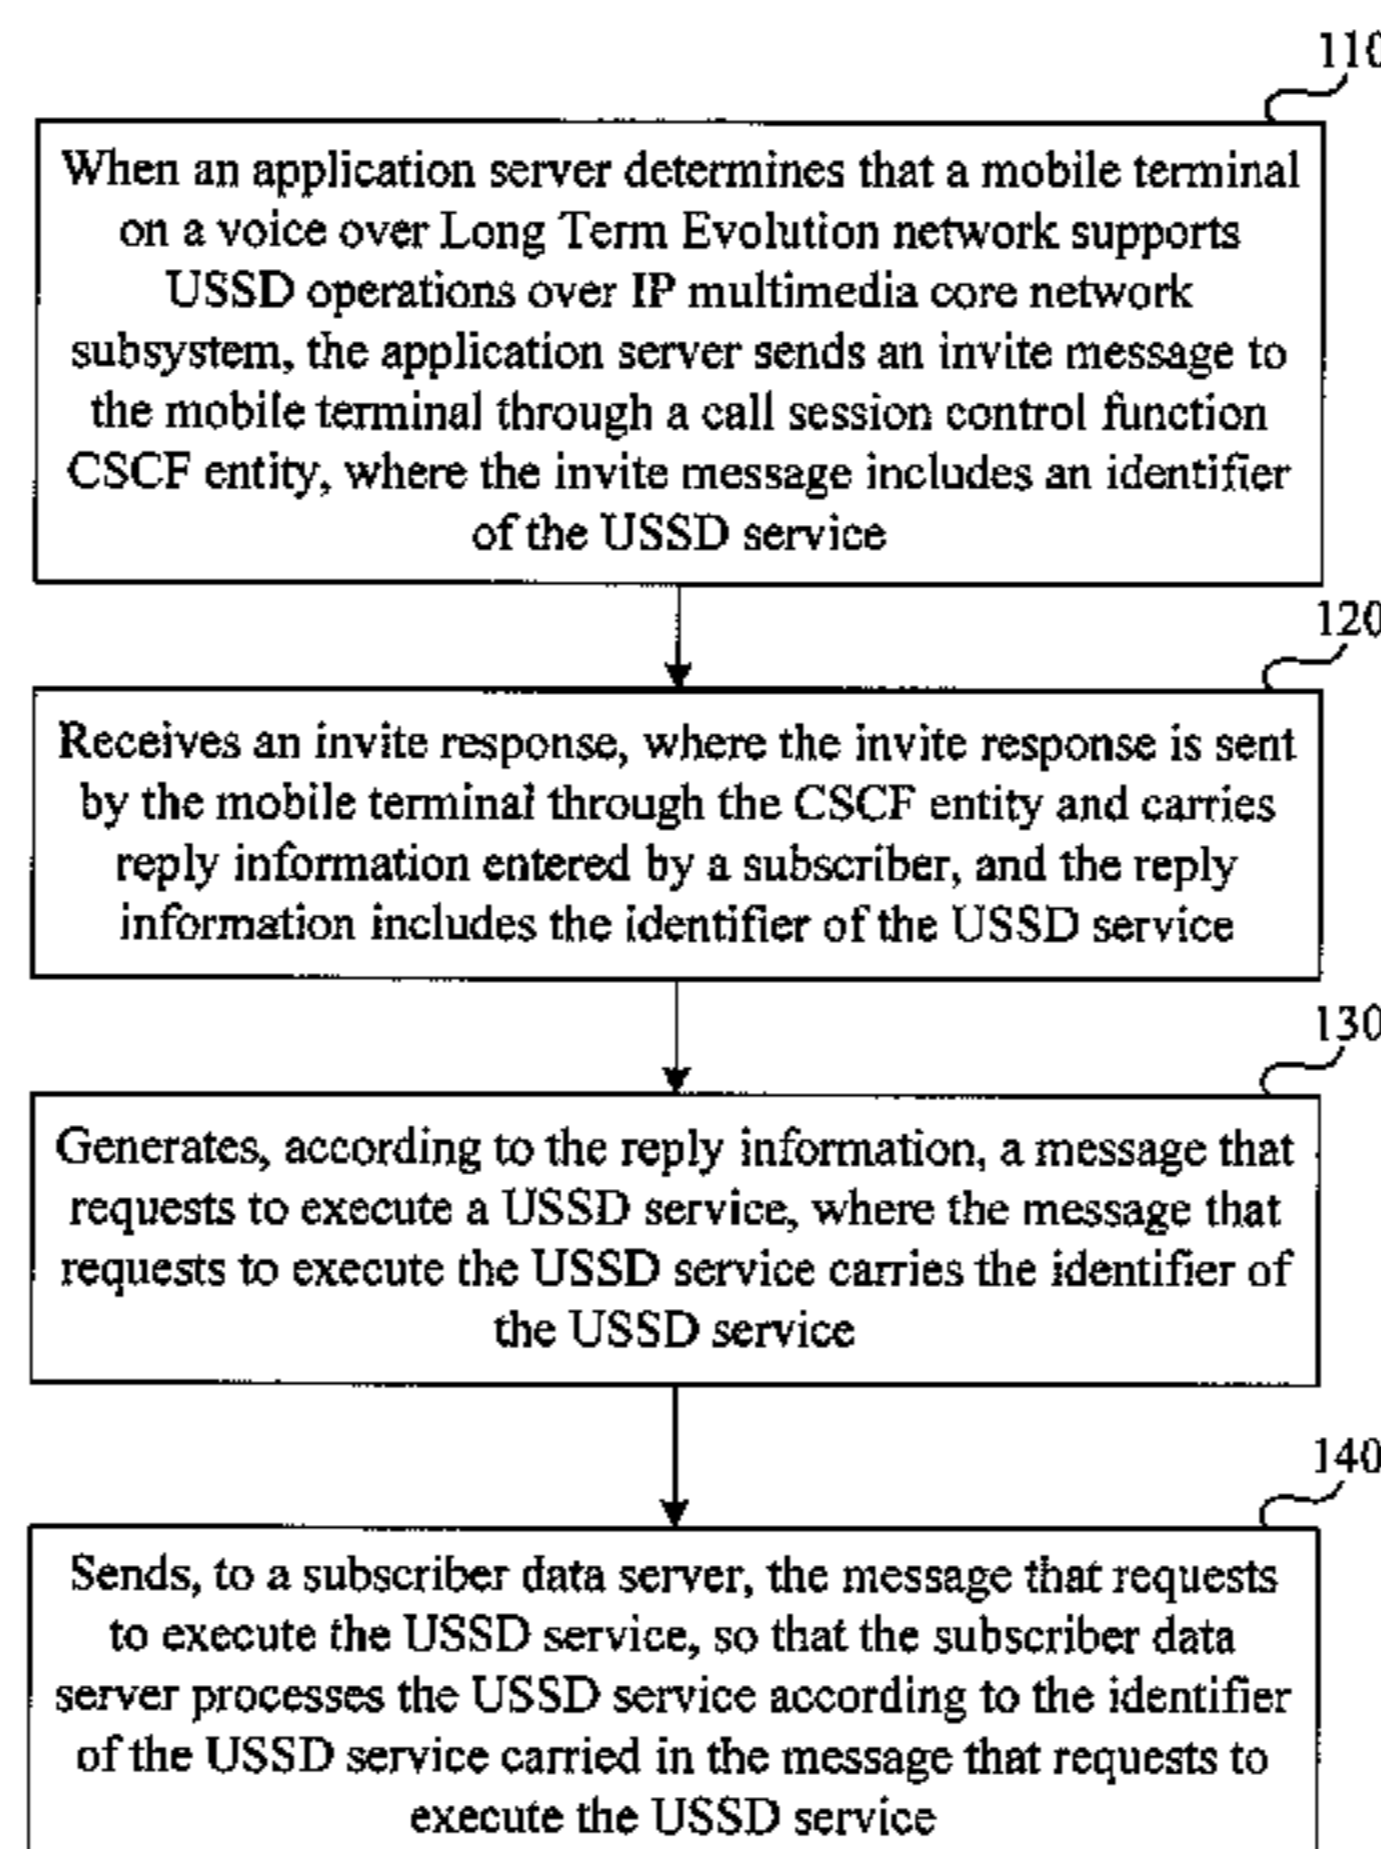 110
When an application server determines that a mobile terminal
on a voice over Long Term Evolution network supports
USSD operations over IP multimedia core network
subsystem, the application server sends an invite message to
the mobile terminal through a call session control function
CSCF entity, where the invite message includes an identifier
of the USSD service
120
Receives an invite response, where the invite response is sent
by the mobile terminal through the CSCF entity and carries
reply information entered by a subscriber, and the reply
information includes the identifier of the USSD service
130
Generates, according to the reply information, a message that
requests to execute a USSD service, where the message that
requests to execute the USSD service carries the identifier of
the USSD service
140
Sends, to a subscriber data server, the message that requests
to execute the USSD service, so that the subscriber data
server processes the USSD service according to the identifier
of the USSD service carried in the message that requests to
execute the USSD service